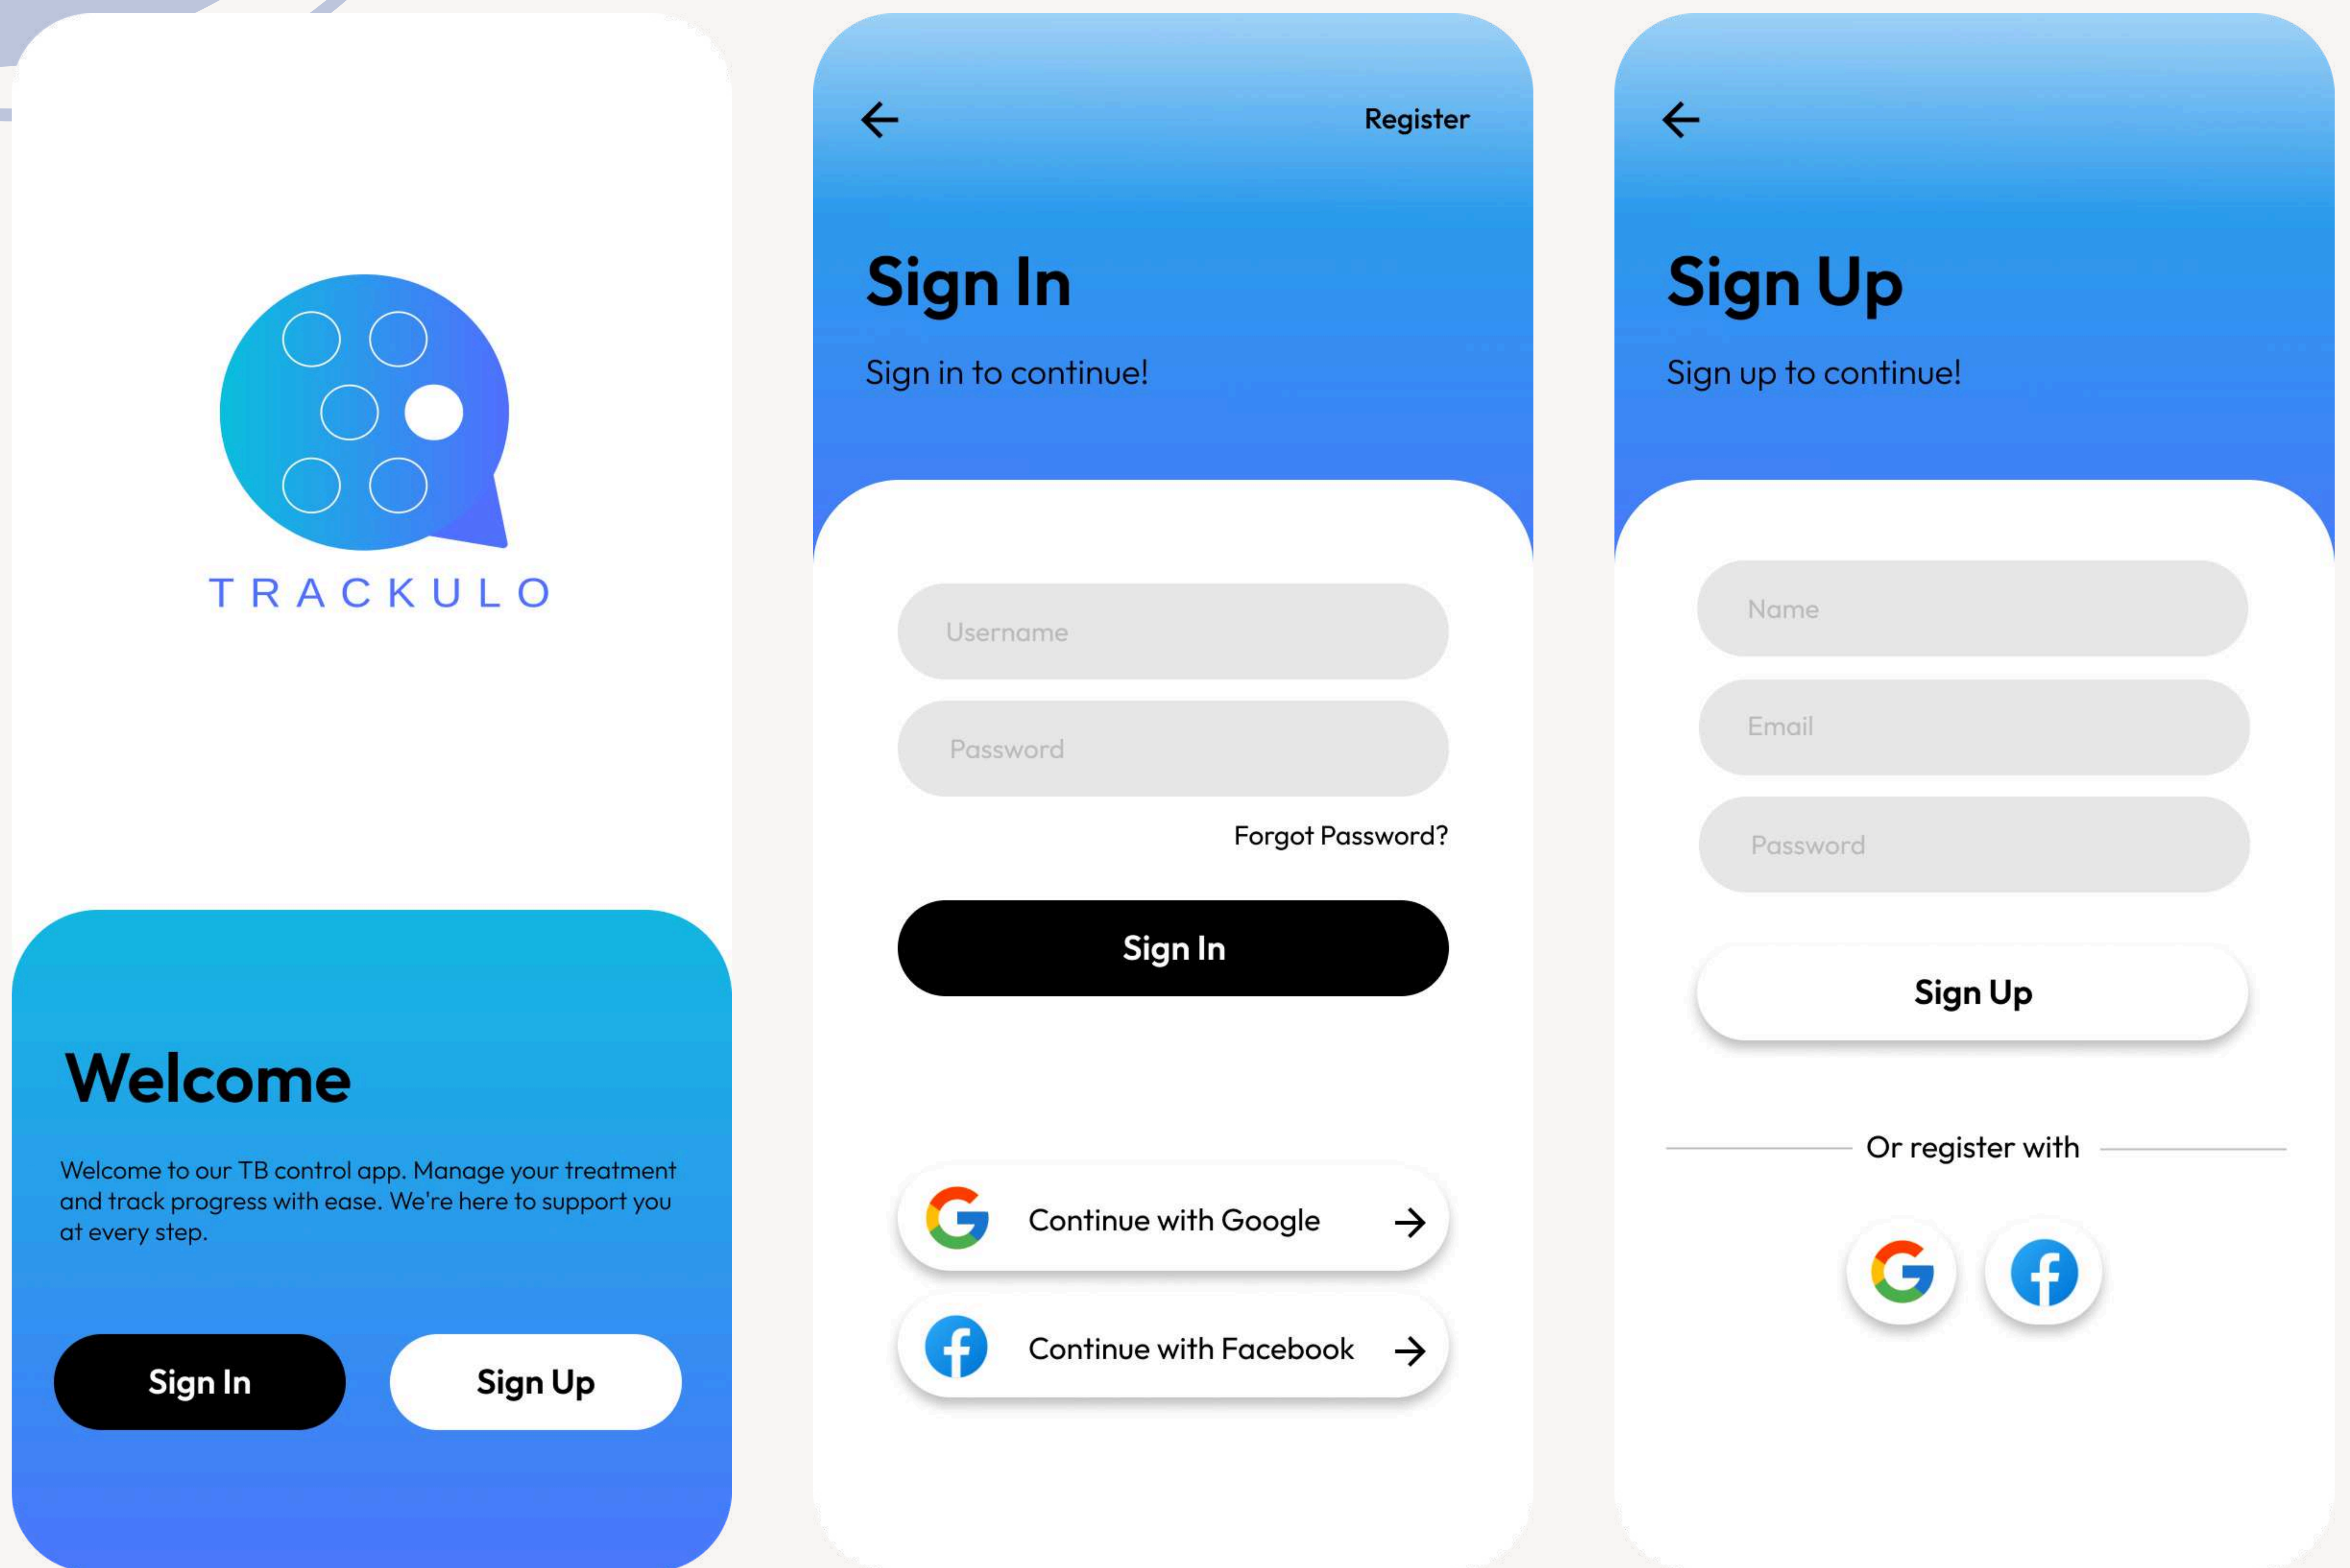 TRACKULO
Welcome
Welcome to our TB control app. Manage your treatment
and track progress with ease. We're here to support you
at every step.
Sign In
Sign Up
Register
Sign In
Sign in to continue!
Username
Password
Forgot Password?
Sign In
Continue with Google
Continue with Facebook
Sign Up
Sign up to continue!
Name
Email
Password
Sign Up
Or register with